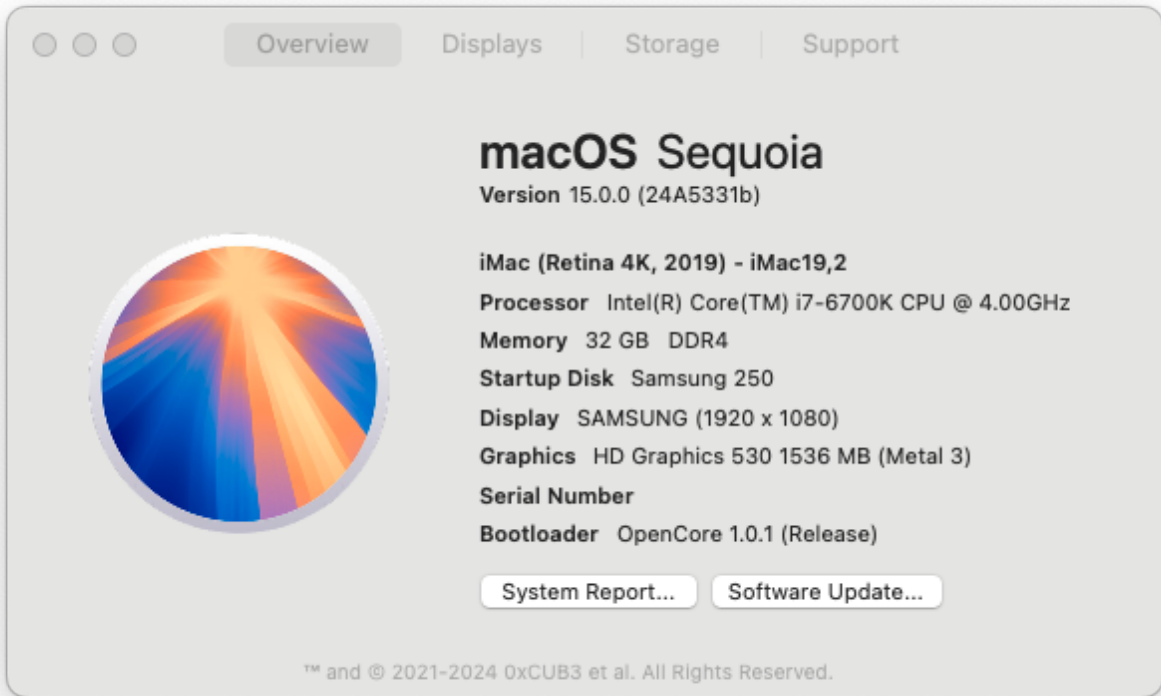 Overview Displays Storage Support
macOS Sequoia
Version 15.0.0 (24A5331b)
iMac (Retina 4K, 2019) - iMac19,2
Processor Intel(R) Core(TM) i7-6700K CPU @ 4.00GHz
Memory 32 GB DDR4
Startup Disk Samsung 250
Display SAMSUNG (1920 x 1080)
Graphics HD Graphics 530 1536 MB (Metal 3)
Serial Number
Bootloader OpenCore 1.0.1 (Release)
System Report... Software Update...
™ and © 2021-2024 0xCUB3 et al. All Rights Reserved.